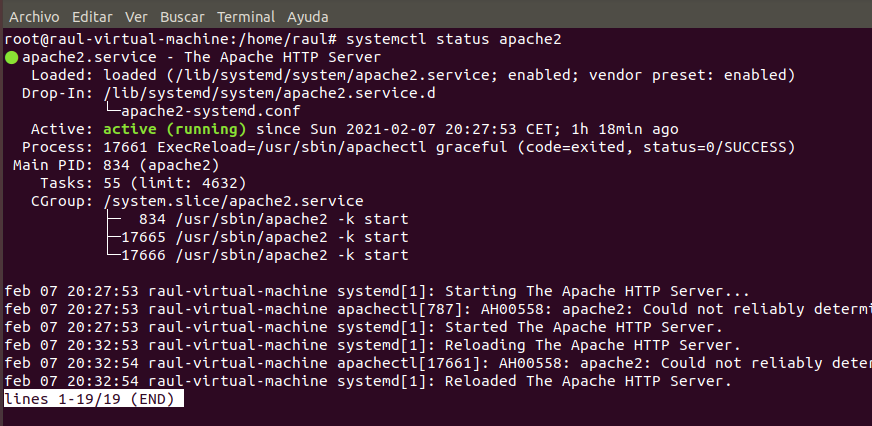 Archivo Editar Ver Buscar Terminal Ayuda
root@raul-virtual-machine:/home/raul# systemctl status apache2
● apache2.service - The Apache HTTP Server
   Loaded: loaded (/lib/systemd/system/apache2.service; enabled; vendor preset: enabled)
  Drop-In: /lib/systemd/system/apache2.service.d
           └─apache2-systemd.conf
   Active: active (running) since Sun 2021-02-07 20:27:53 CET; 1h 18min ago
  Process: 17661 ExecReload=/usr/sbin/apachectl graceful (code=exited, status=0/SUCCESS)
 Main PID: 834 (apache2)
    Tasks: 55 (limit: 4632)
   CGroup: /system.slice/apache2.service
           ├─  834 /usr/sbin/apache2 -k start
           ├─17665 /usr/sbin/apache2 -k start
           └─17666 /usr/sbin/apache2 -k start

feb 07 20:27:53 raul-virtual-machine systemd[1]: Starting The Apache HTTP Server...
feb 07 20:27:53 raul-virtual-machine apachectl[787]: AH00558: apache2: Could not reliably determi
feb 07 20:27:53 raul-virtual-machine systemd[1]: Started The Apache HTTP Server.
feb 07 20:32:53 raul-virtual-machine systemd[1]: Reloading The Apache HTTP Server.
feb 07 20:32:54 raul-virtual-machine apachectl[17661]: AH00558: apache2: Could not reliably deter
feb 07 20:32:54 raul-virtual-machine systemd[1]: Reloaded The Apache HTTP Server.
lines 1-19/19 (END)